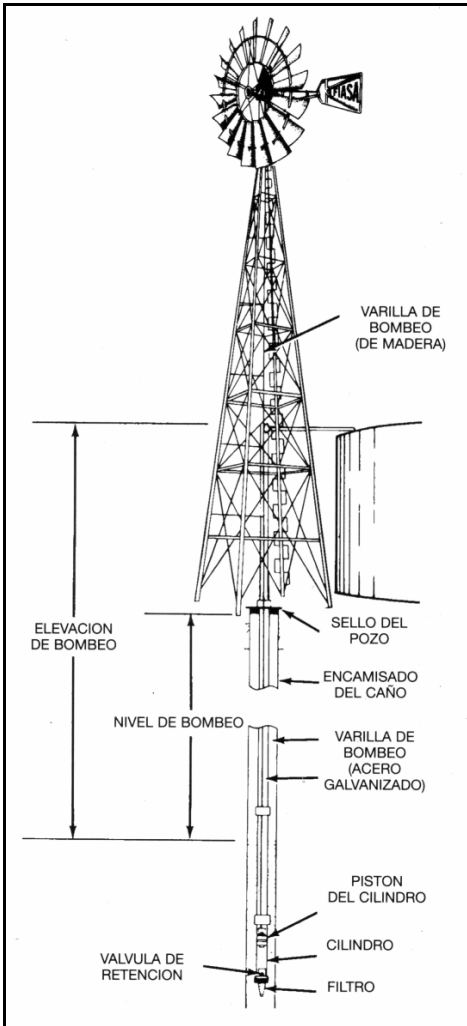 FIASA
VARILLA DE
BOMBEO
(DE MADERA)
ELEVACION
DE BOMBEO
SELLO DEL
POZO
ENCAMISADO
DEL CAÑO
NIVEL DE BOMBEO
VARILLA DE
BOMBEO
(ACERO
GALVANIZADO)
PISTON
DEL CILINDRO
CILINDRO
VALVULA DE
RETENCION
FILTRO